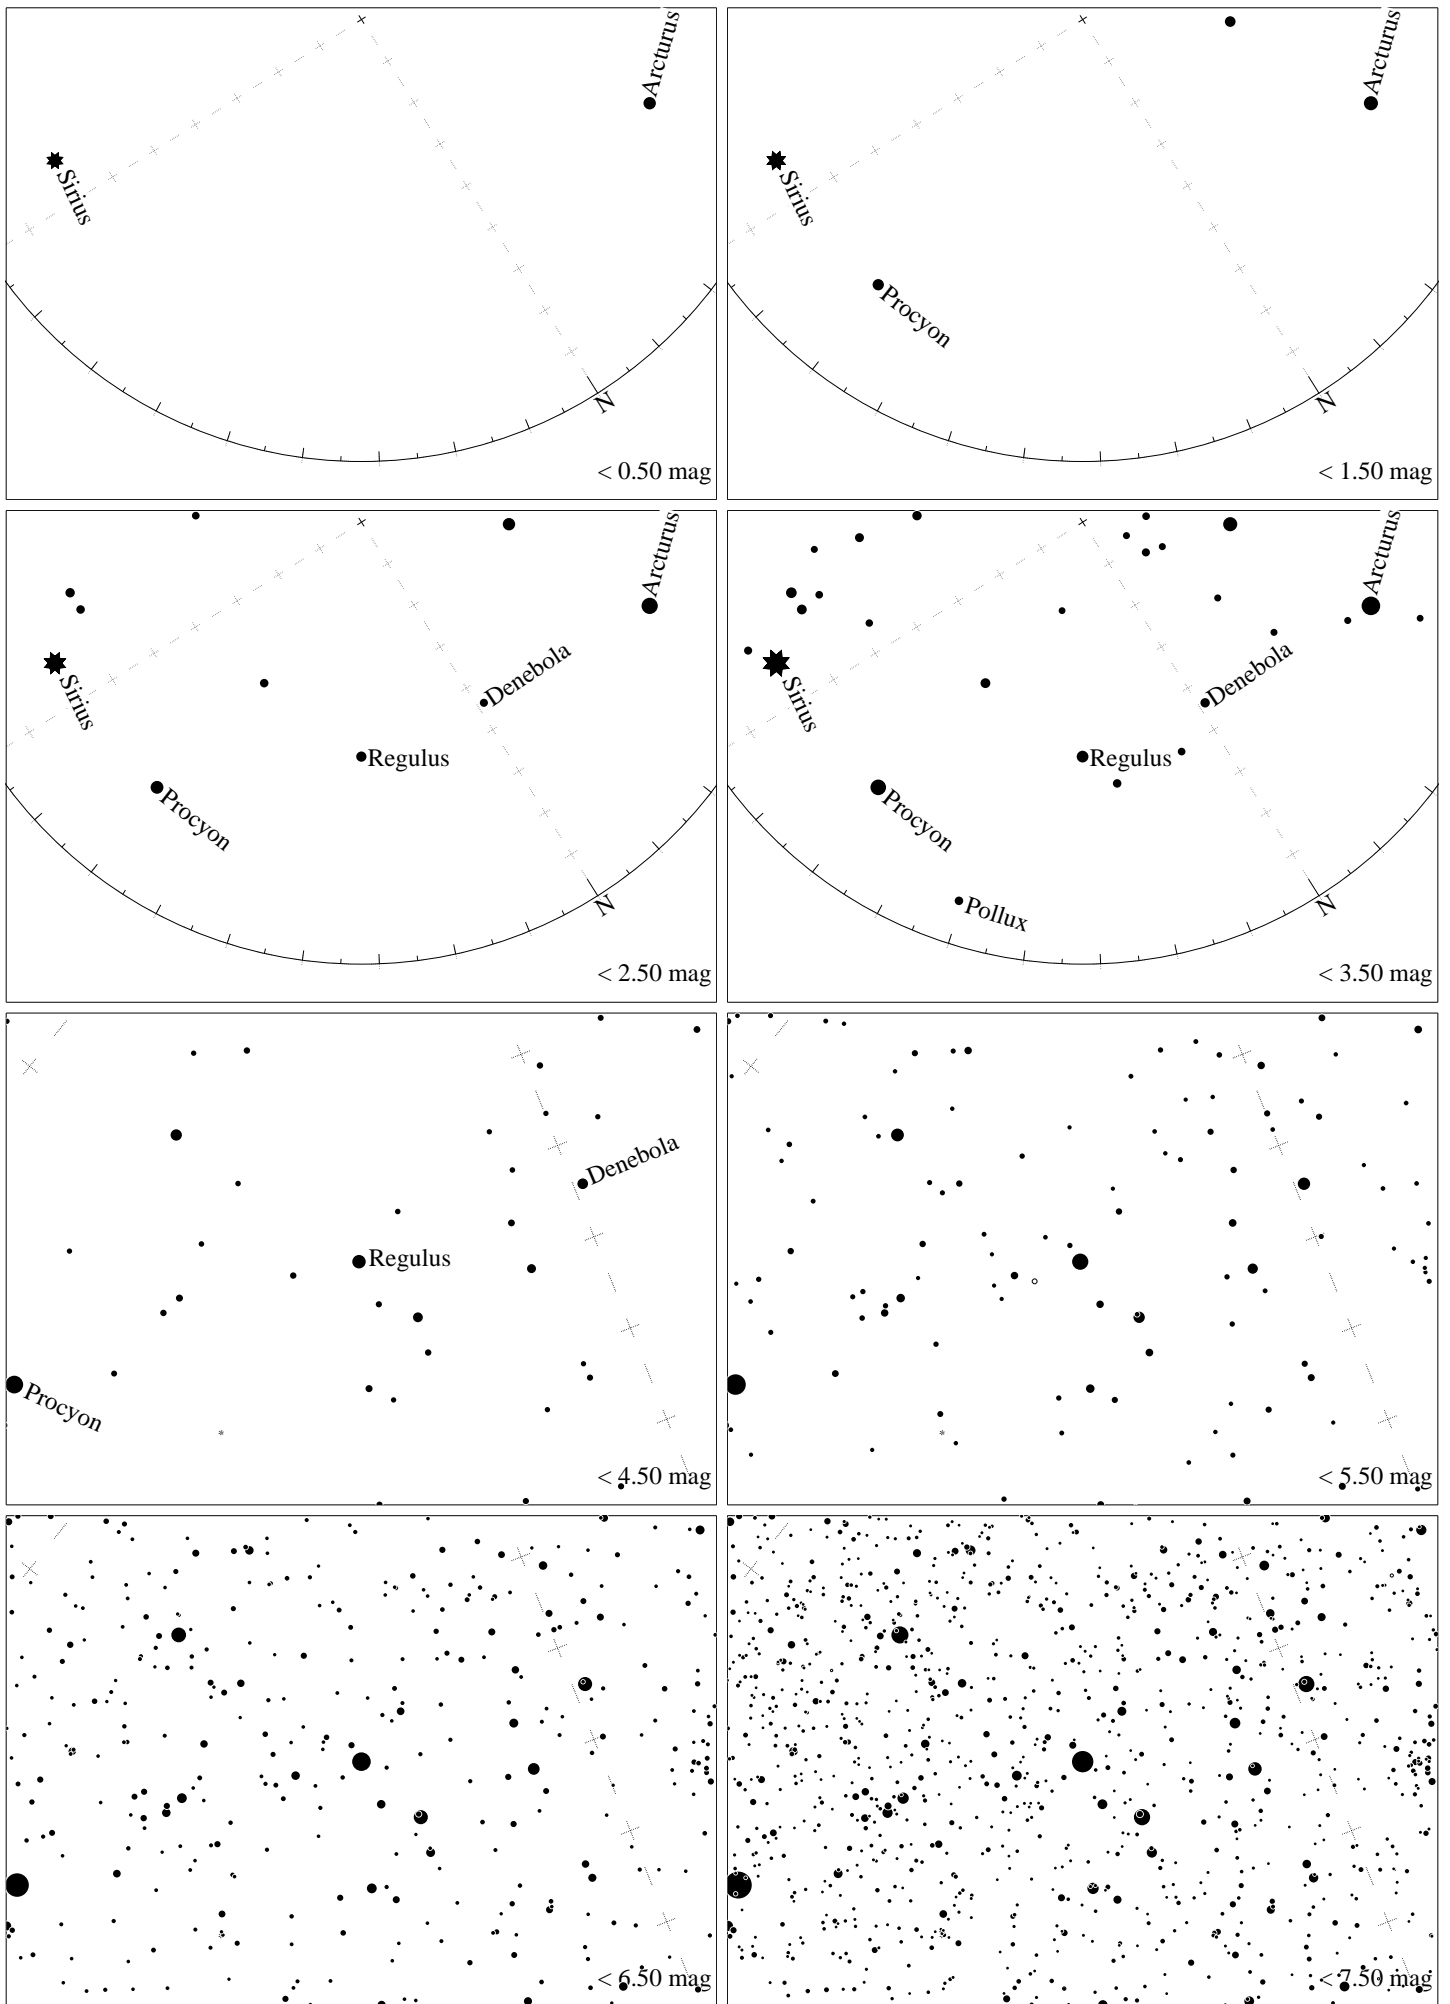 Arcturus
Sirius
N
< 0.50 mag
Arcturus
Sirius
Procyon
N
< 1.50 mag
Arcturus
Denebola
Sirius
Regulus
Procyon
N
< 2.50 mag
Arcturus
Denebola
Sirius
Regulus
Procyon
Pollux
N
< 3.50 mag
Denebola
Regulus
Procyon
< 4.50 mag
< 5.50 mag
< 6.50 mag
< 7.50 mag